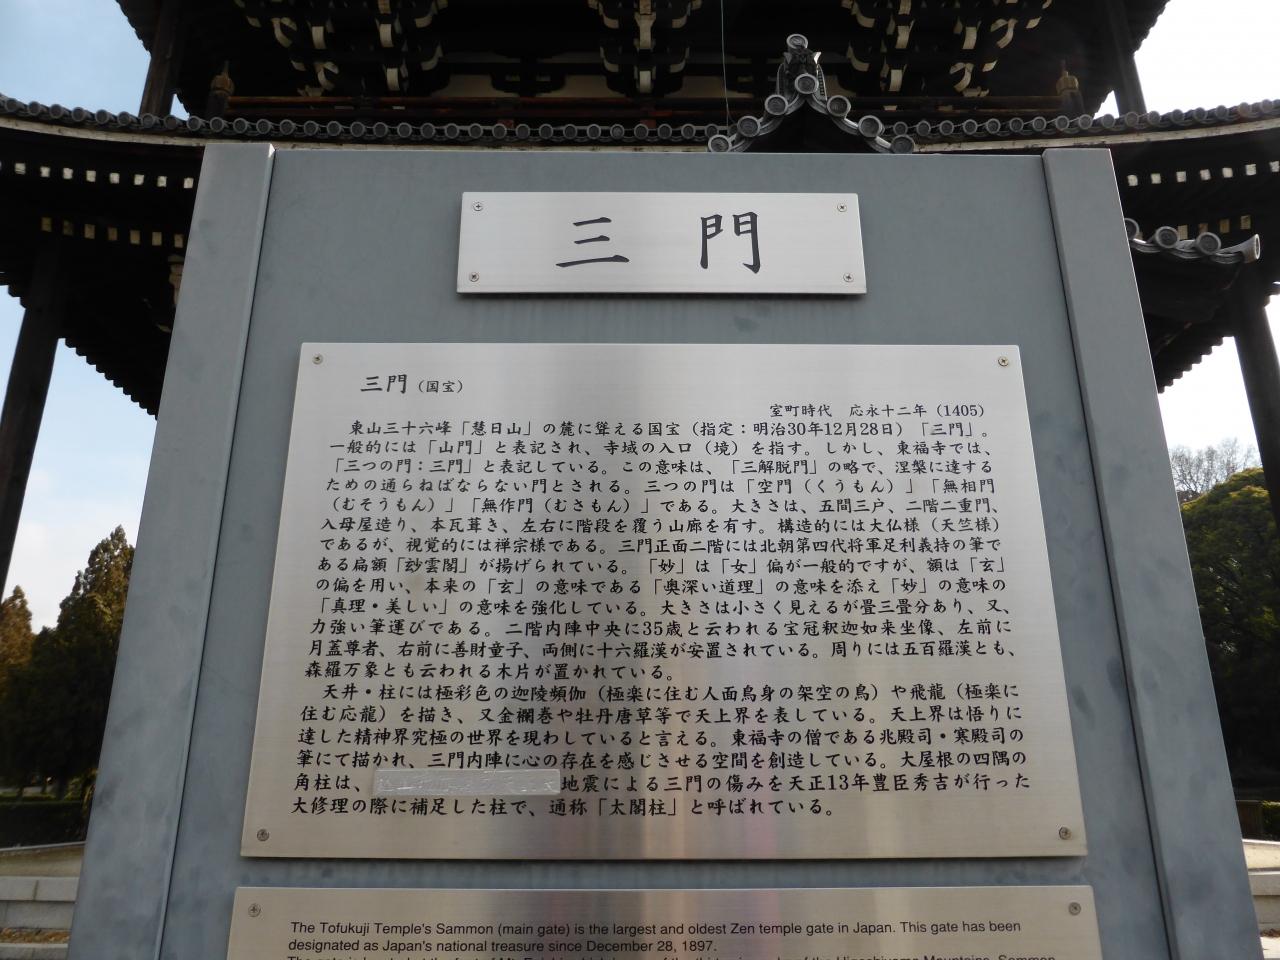 三門
三門（国宝）
室町時代　応永十二年（1405）
東山三十六峰「慧日山」の麓に聳える国宝（指定：明治30年12月28日）「三門」。
一般的には「山門」と表記され、寺域の入口（境）を指す。しかし、東福寺では、
「三つの門：三門」と表記している。この意味は、「三解脱門」の略で、涅槃に達する
ための通らねばならない門とされる。三つの門は「空門（くうもん）」「無相門
（むそうもん）」「無作門（むさもん）」である。大きさは、五間三戸、二階二重門、
入母屋造り、本瓦葺き、左右に階段を覆う山廊を有す。構造的には大仏様（天竺様）
であるが、視覚的には禅宗様である。三門正面二階には北朝第四代将軍足利義持の筆で
ある扁額「玅雲閣」が揚げられている。「妙」は「女」偏が一般的ですが、額は「玄」
の偏を用い、本来の「玄」の意味である「奥深い道理」の意味を添え「妙」の意味の
「真理・美しい」の意味を強化している。大きさは小さく見えるが畳三畳分あり、又、
力強い筆運びである。二階内陣中央に35歳と云われる宝冠釈迦如来坐像、左前に
月蓋尊者、右前に善財童子、両側に十六羅漢が安置されている。周りには五百羅漢とも、
森羅万象とも云われる木片が置かれている。
天井・柱には極彩色の迦陵頻伽（極楽に住む人面鳥身の架空の鳥）や飛龍（極楽に
住む応龍）を描き、又金襴巻や牡丹唐草等で天上界を表している。天上界は悟りに
達した精神界究極の世界を現わしていると言える。東福寺の僧である兆殿司・寒殿司の
筆にて描かれ、三門内陣に心の存在を感じさせる空間を創造している。大屋根の四隅の
角柱は、地震による三門の傷みを天正13年豊臣秀吉が行った
大修理の際に補足した柱で、通称「太閤柱」と呼ばれている。
The Tofukuji Temple's Sammon (main gate) is the largest and oldest Zen temple gate in Japan. This gate has been
designated as Japan's national treasure since December 28, 1897.